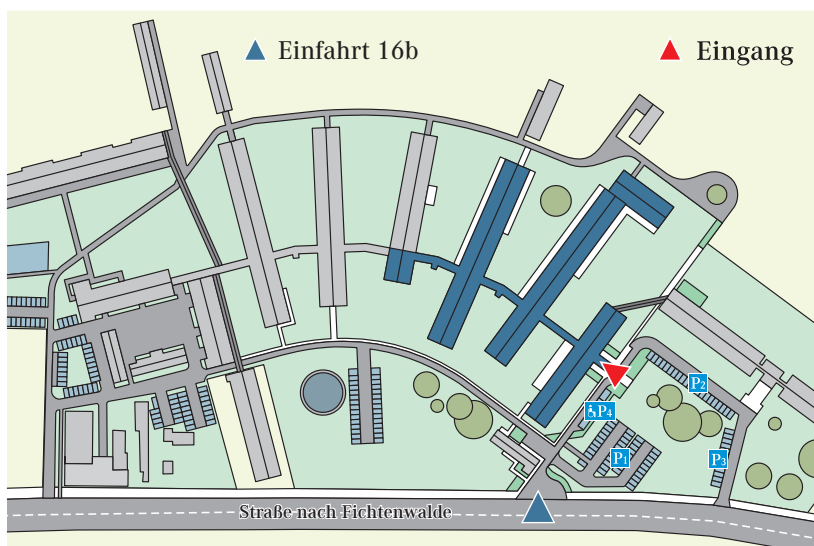 Einfahrt 16b
Eingang
P2
P4
P1
P3
Straße nach Fichtenwalde